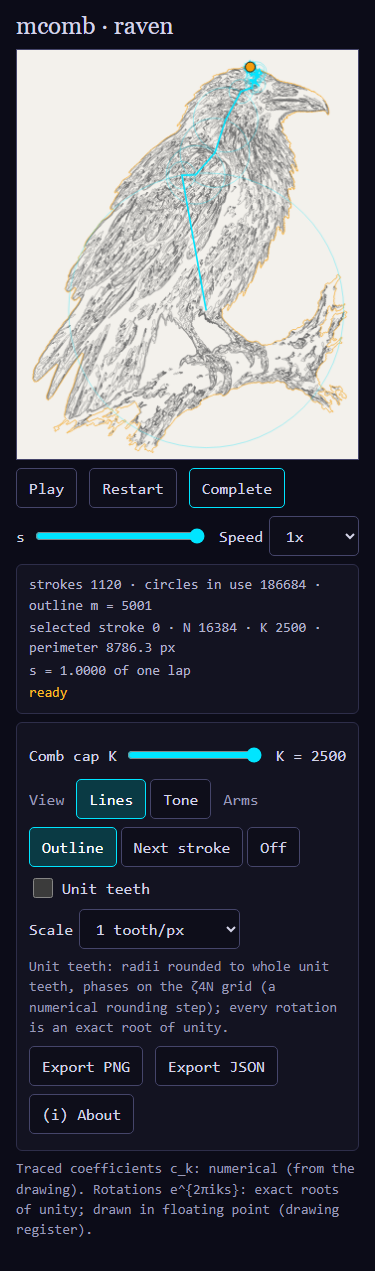 mcomb · raven
Play Restart Complete
s Speed 1x
strokes 1120 · circles in use 186684 ·
outline m = 5001
selected stroke 0 · N 16384 · K 2500 ·
perimeter 8786.3 px
s = 1.0000 of one lap
ready
Comb cap K K = 2500
View Lines Tone Arms
Outline Next stroke Off
Unit teeth
Scale 1 tooth/px
Unit teeth: radii rounded to whole unit
teeth, phases on the ζ4N grid (a
numerical rounding step); every rotation
is an exact root of unity.
Export PNG Export JSON
(i) About
Traced coefficients c_k: numerical (from the
drawing). Rotations e^{2πiks}: exact roots
of unity; drawn in floating point (drawing
register).